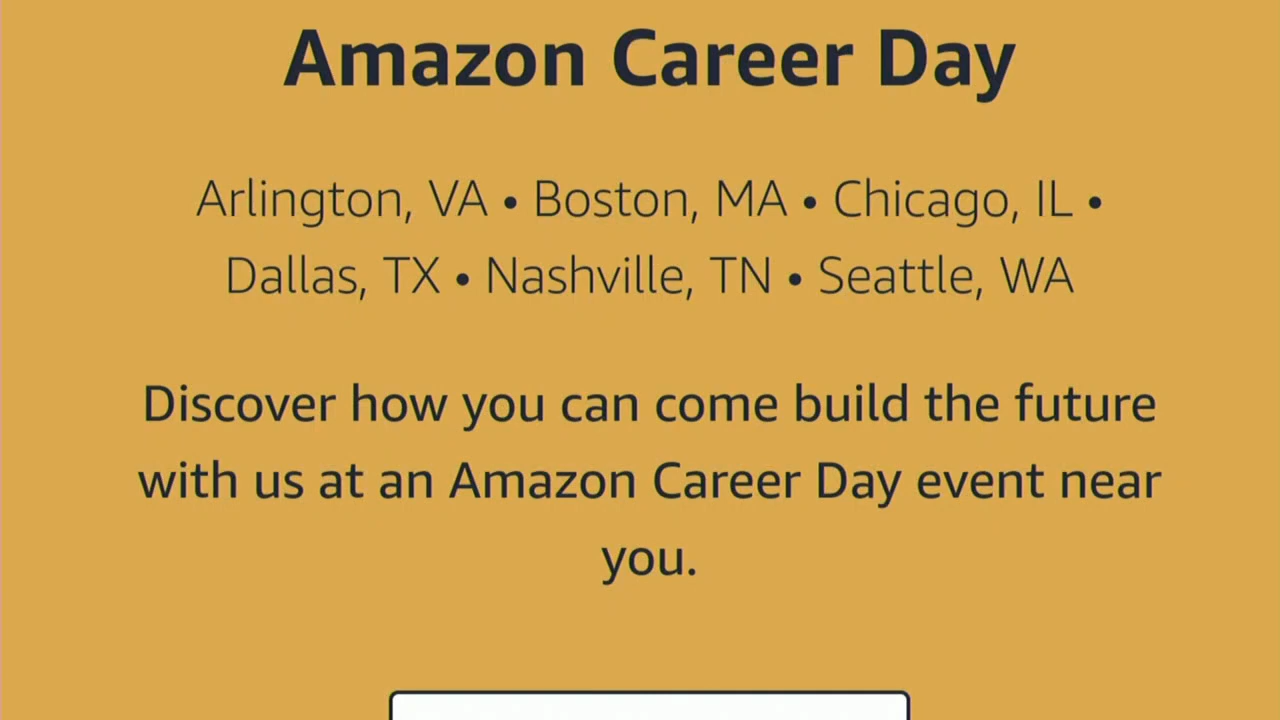 Amazon Career Day
Arlington, VA • Boston, MA • Chicago, IL •
Dallas, TX • Nashville, TN • Seattle, WA
Discover how you can come build the future
with us at an Amazon Career Day event near
you.